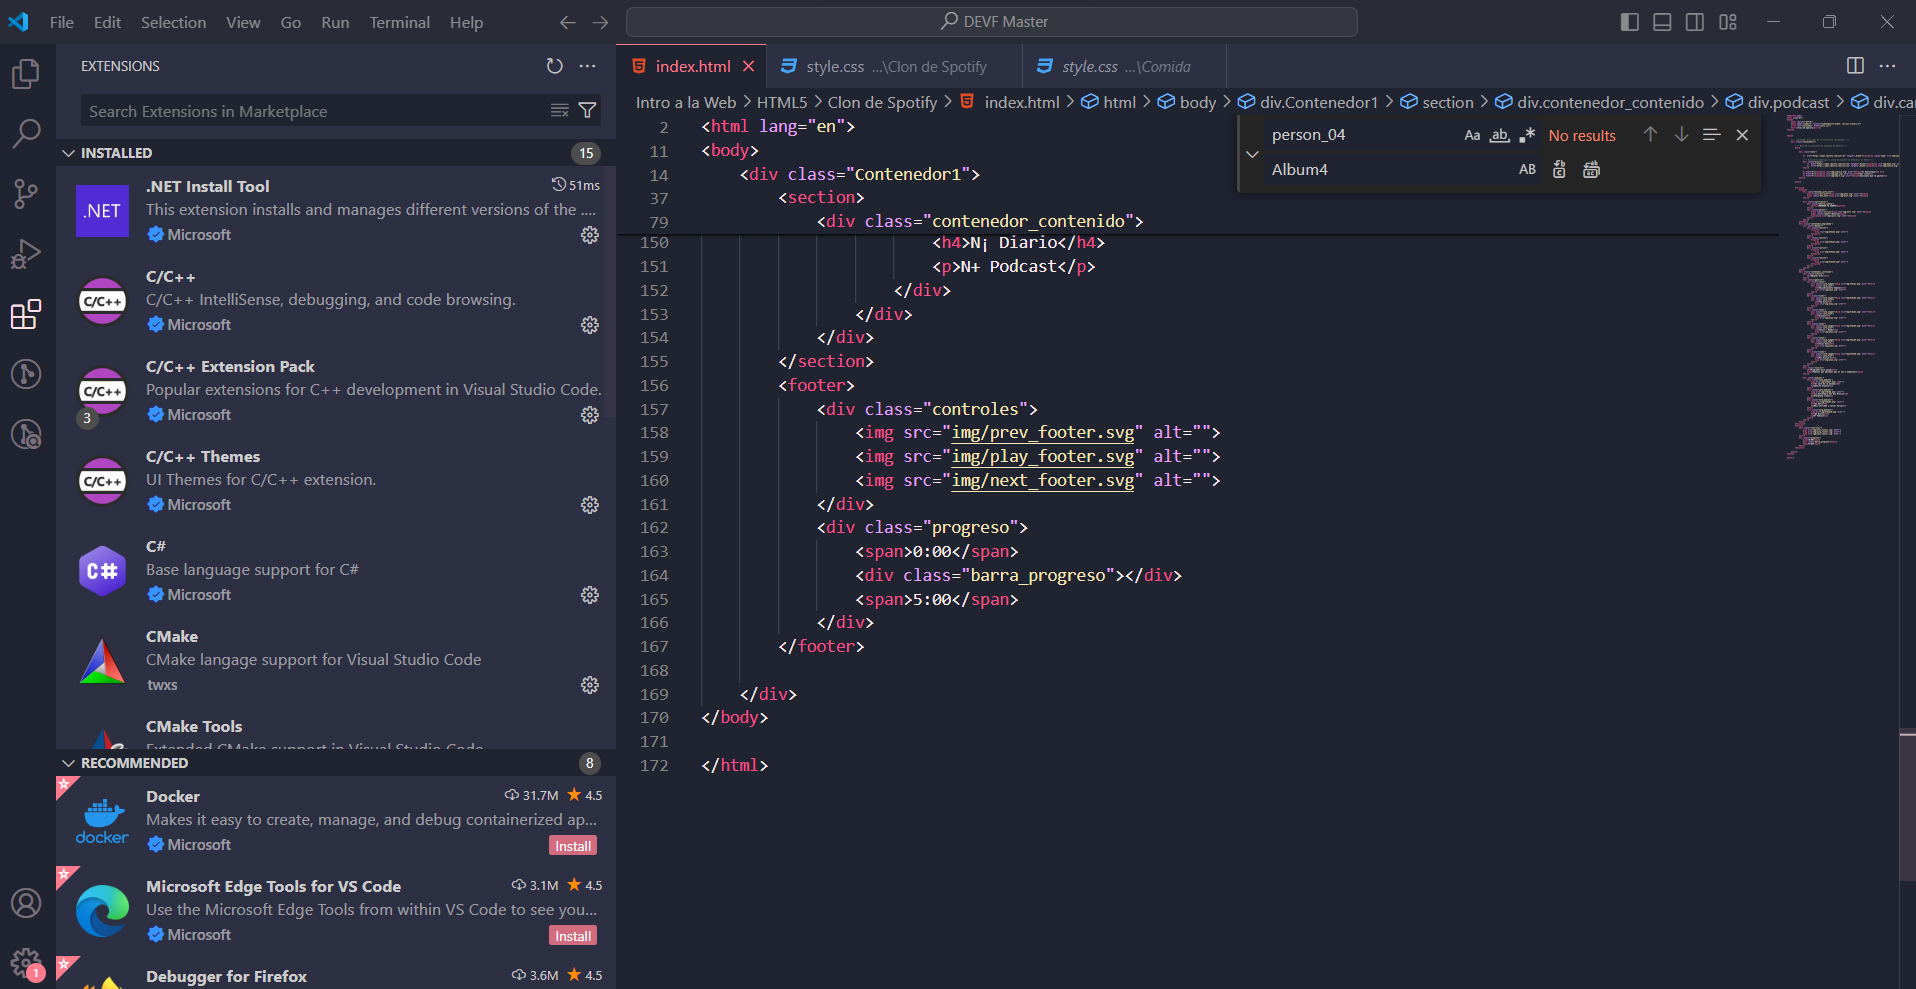 File Edit Selection View Go Run Terminal Help
DEVF Master
EXTENSIONS
Search Extensions in Marketplace
INSTALLED 15
.NET
.NET Install Tool 51ms
This extension installs and manages different versions of the ....
Microsoft
C/C++
C/C++
C/C++ IntelliSense, debugging, and code browsing.
Microsoft
C/C++
3
C/C++ Extension Pack
Popular extensions for C++ development in Visual Studio Code.
Microsoft
C/C++
C/C++ Themes
UI Themes for C/C++ extension.
Microsoft
C#
C#
Base language support for C#
Microsoft
CMake
CMake langage support for Visual Studio Code
twxs
CMake Tools
Extended CMake support in Visual Studio Code
RECOMMENDED 8
docker
Docker 31.7M 4.5
Makes it easy to create, manage, and debug containerized ap...
Microsoft Install
Microsoft Edge Tools for VS Code 3.1M 4.5
Use the Microsoft Edge Tools from within VS Code to see you...
Microsoft Install
Debugger for Firefox 3.6M 4.5
1
index.html style.css ...\Clon de Spotify style.css ...\Comida
Intro a la Web > HTML5 > Clon de Spotify > index.html > html > body > div.Contenedor1 > section > div.contenedor_contenido > div.podcast > div.ca
person_04 Aa ab No results
Album4 AB
2 <html lang="en">
11 <body>
14 <div class="Contenedor1">
37 <section>
79 <div class="contenedor_contenido">
150 <h4>N¡ Diario</h4>
151 <p>N+ Podcast</p>
152 </div>
153 </div>
154 </div>
155 </section>
156 <footer>
157 <div class="controles">
158 <img src="img/prev_footer.svg" alt="">
159 <img src="img/play_footer.svg" alt="">
160 <img src="img/next_footer.svg" alt="">
161 </div>
162 <div class="progreso">
163 <span>0:00</span>
164 <div class="barra_progreso"></div>
165 <span>5:00</span>
166 </div>
167 </footer>
168
169 </div>
170 </body>
171
172 </html>